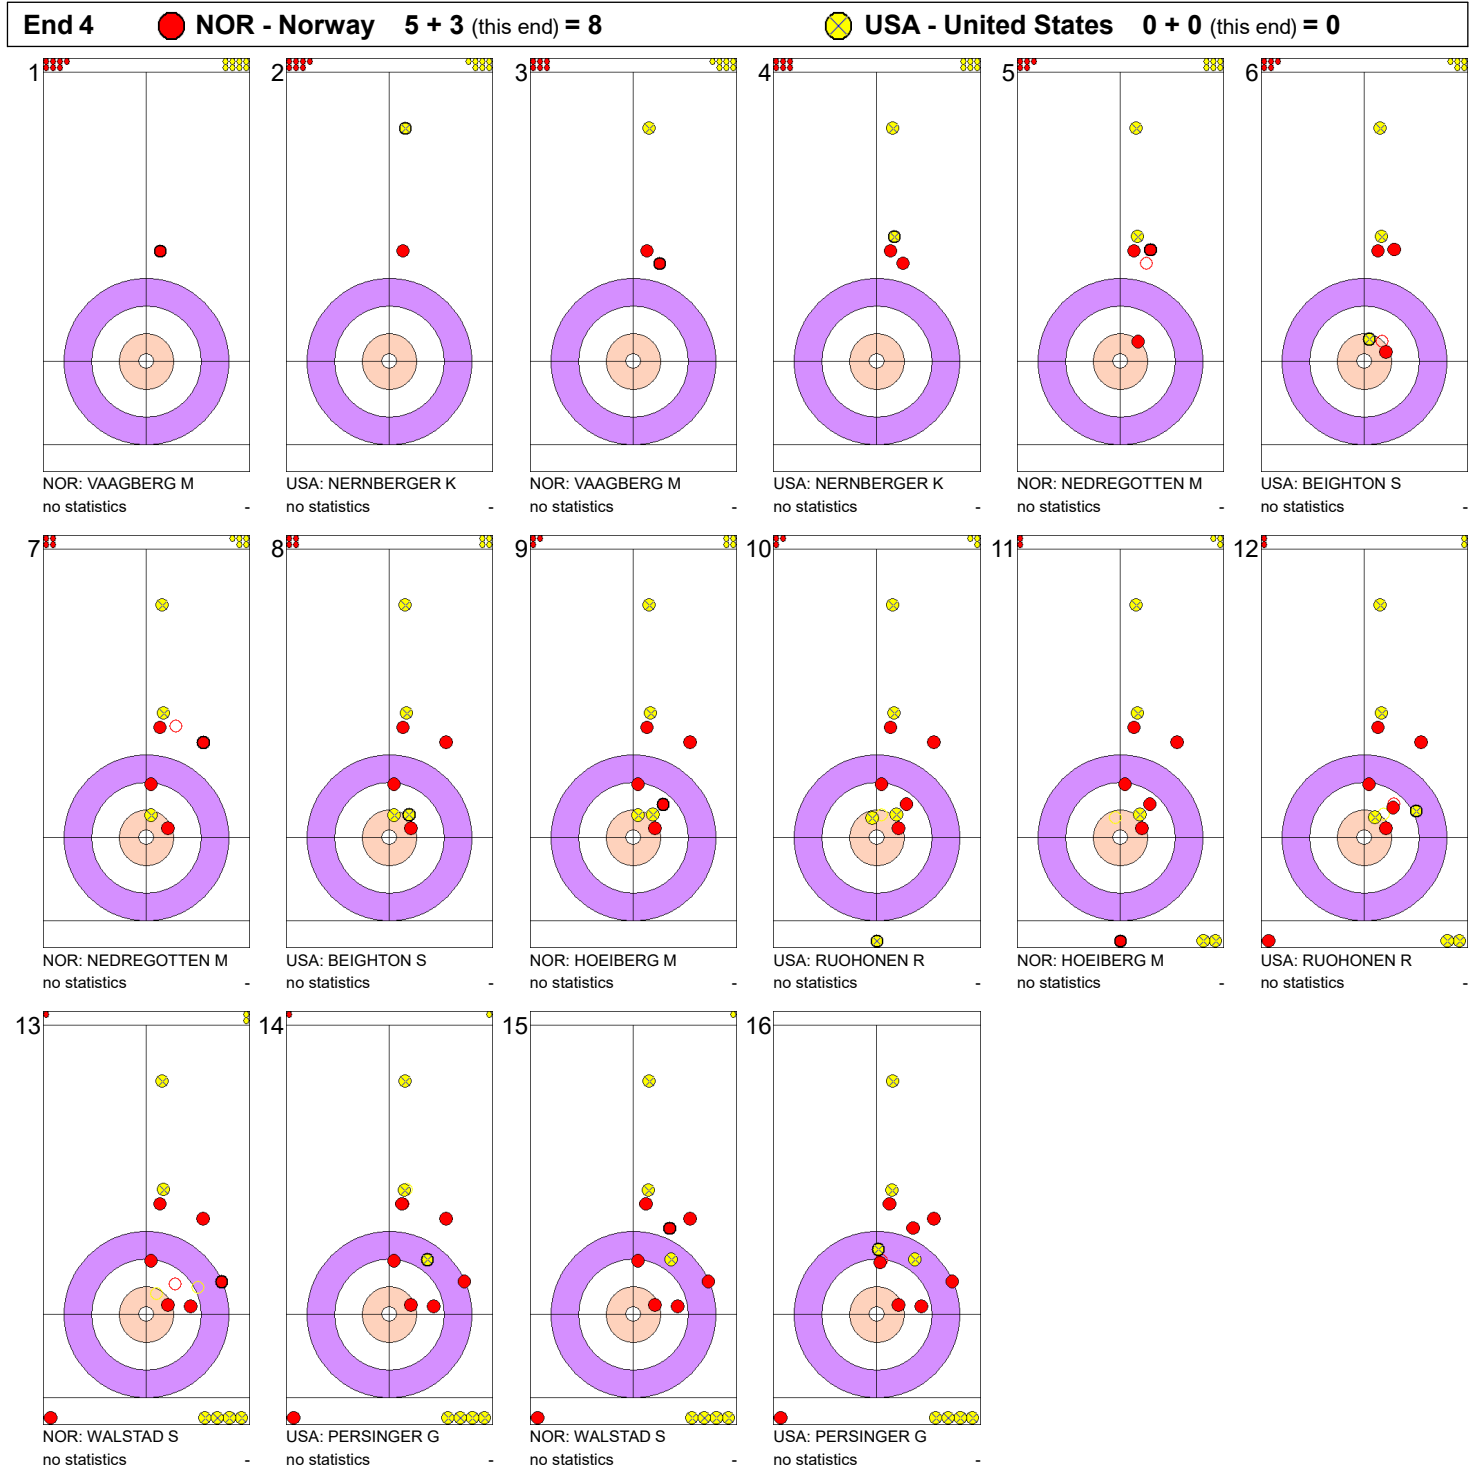 End 4 NOR - Norway 5 + 3 (this end) = 8 USA - United States 0 + 0 (this end) = 0
1 2 3 4 5 6
NOR: VAAGBERG M USA: NERNBERGER K NOR: VAAGBERG M USA: NERNBERGER K NOR: NEDREGOTTEN M USA: BEIGHTON S
no statistics - no statistics - no statistics - no statistics - no statistics - no statistics -
7 8 9 10 11 12
NOR: NEDREGOTTEN M USA: BEIGHTON S NOR: HOEIBERG M USA: RUOHONEN R NOR: HOEIBERG M USA: RUOHONEN R
no statistics - no statistics - no statistics - no statistics - no statistics - no statistics -
13 14 15 16
NOR: WALSTAD S USA: PERSINGER G NOR: WALSTAD S USA: PERSINGER G
no statistics - no statistics - no statistics - no statistics -